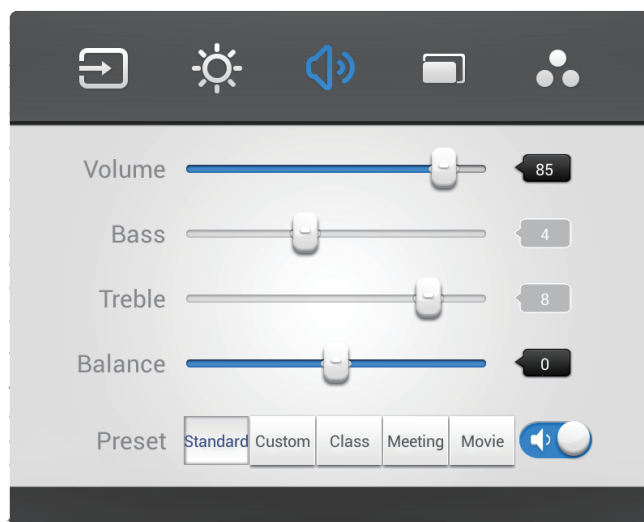 Volume 85
Bass 4
Treble 8
Balance 0
Preset Standard Custom Class Meeting Movie